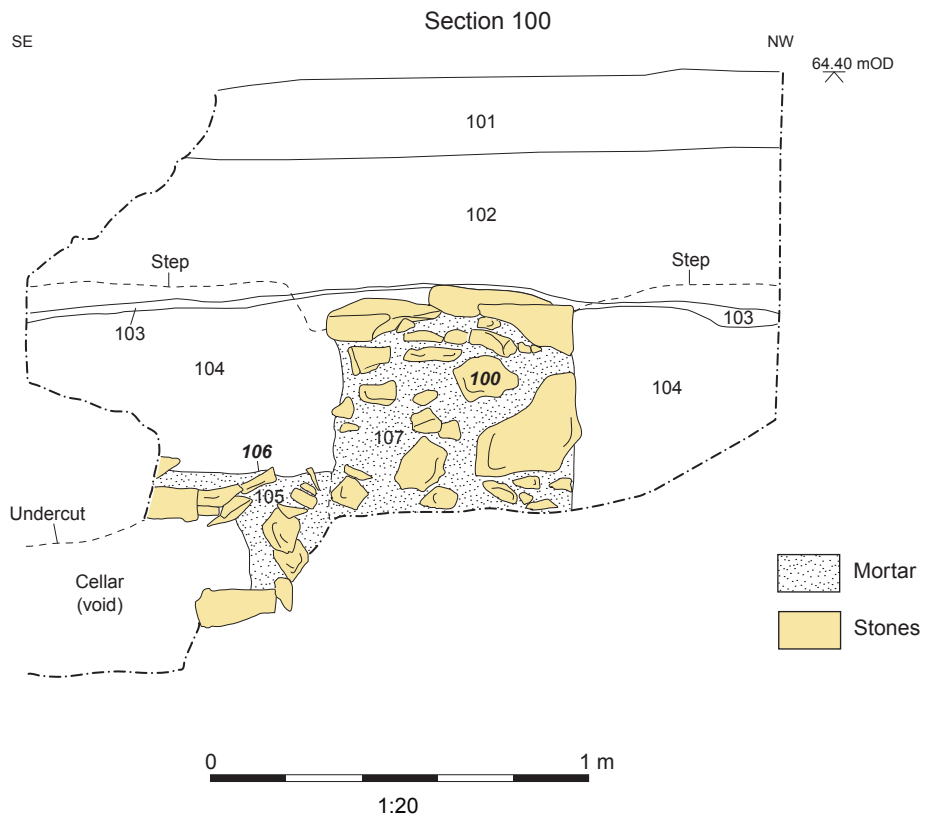 Section 100
SE
NW
64.40 mOD
101
102
Step
Step
103
103
104
100
104
107
106
105
Undercut
Cellar
(void)
Mortar
Stones
0
1 m
1:20